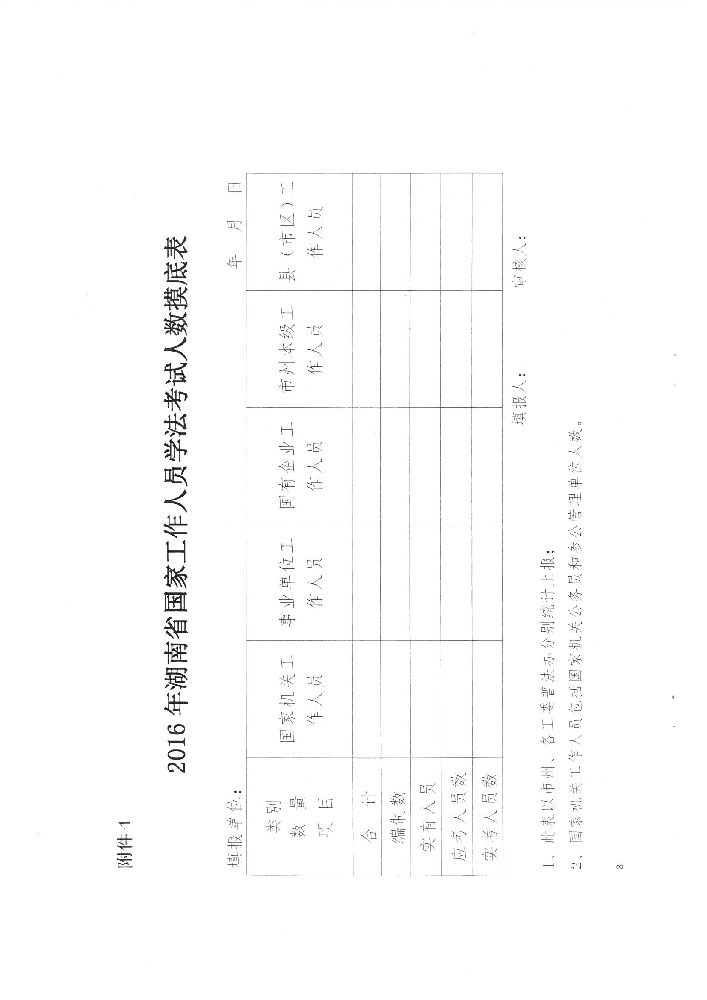 附件 1
2016 年湖南省国家工作人员学法考试人数摸底表
填报单位： 年 月 日
类别
数 量
项 目
国家机关工
作人员
事业单位工
作人员
国有企业工
作人员
市州本级工
作人员
县（市区）工
作人员
合 计
编制数
实有人员
应考人员数
实考人员数
填报人： 审核人：
1、此表以市州、各工委普法办分别统计上报；
2、国家机关工作人员包括国家机关公务员和参公管理单位人数。
8